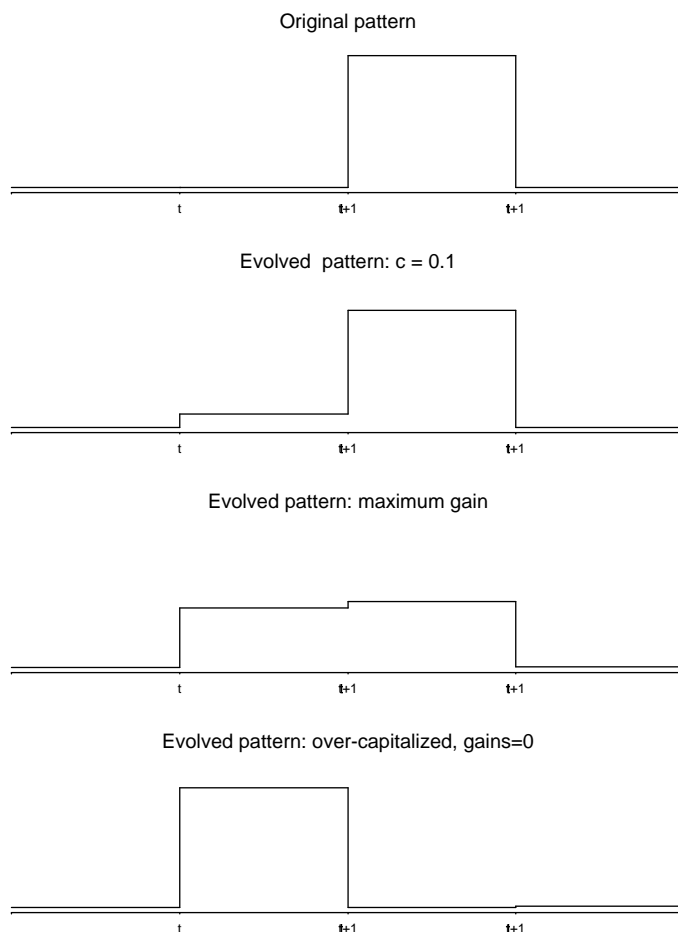 Original pattern
t t+1 t+1
Evolved pattern: c = 0.1
t t+1 t+1
Evolved pattern: maximum gain
t t+1 t+1
Evolved pattern: over-capitalized, gains=0
t t+1 t+1